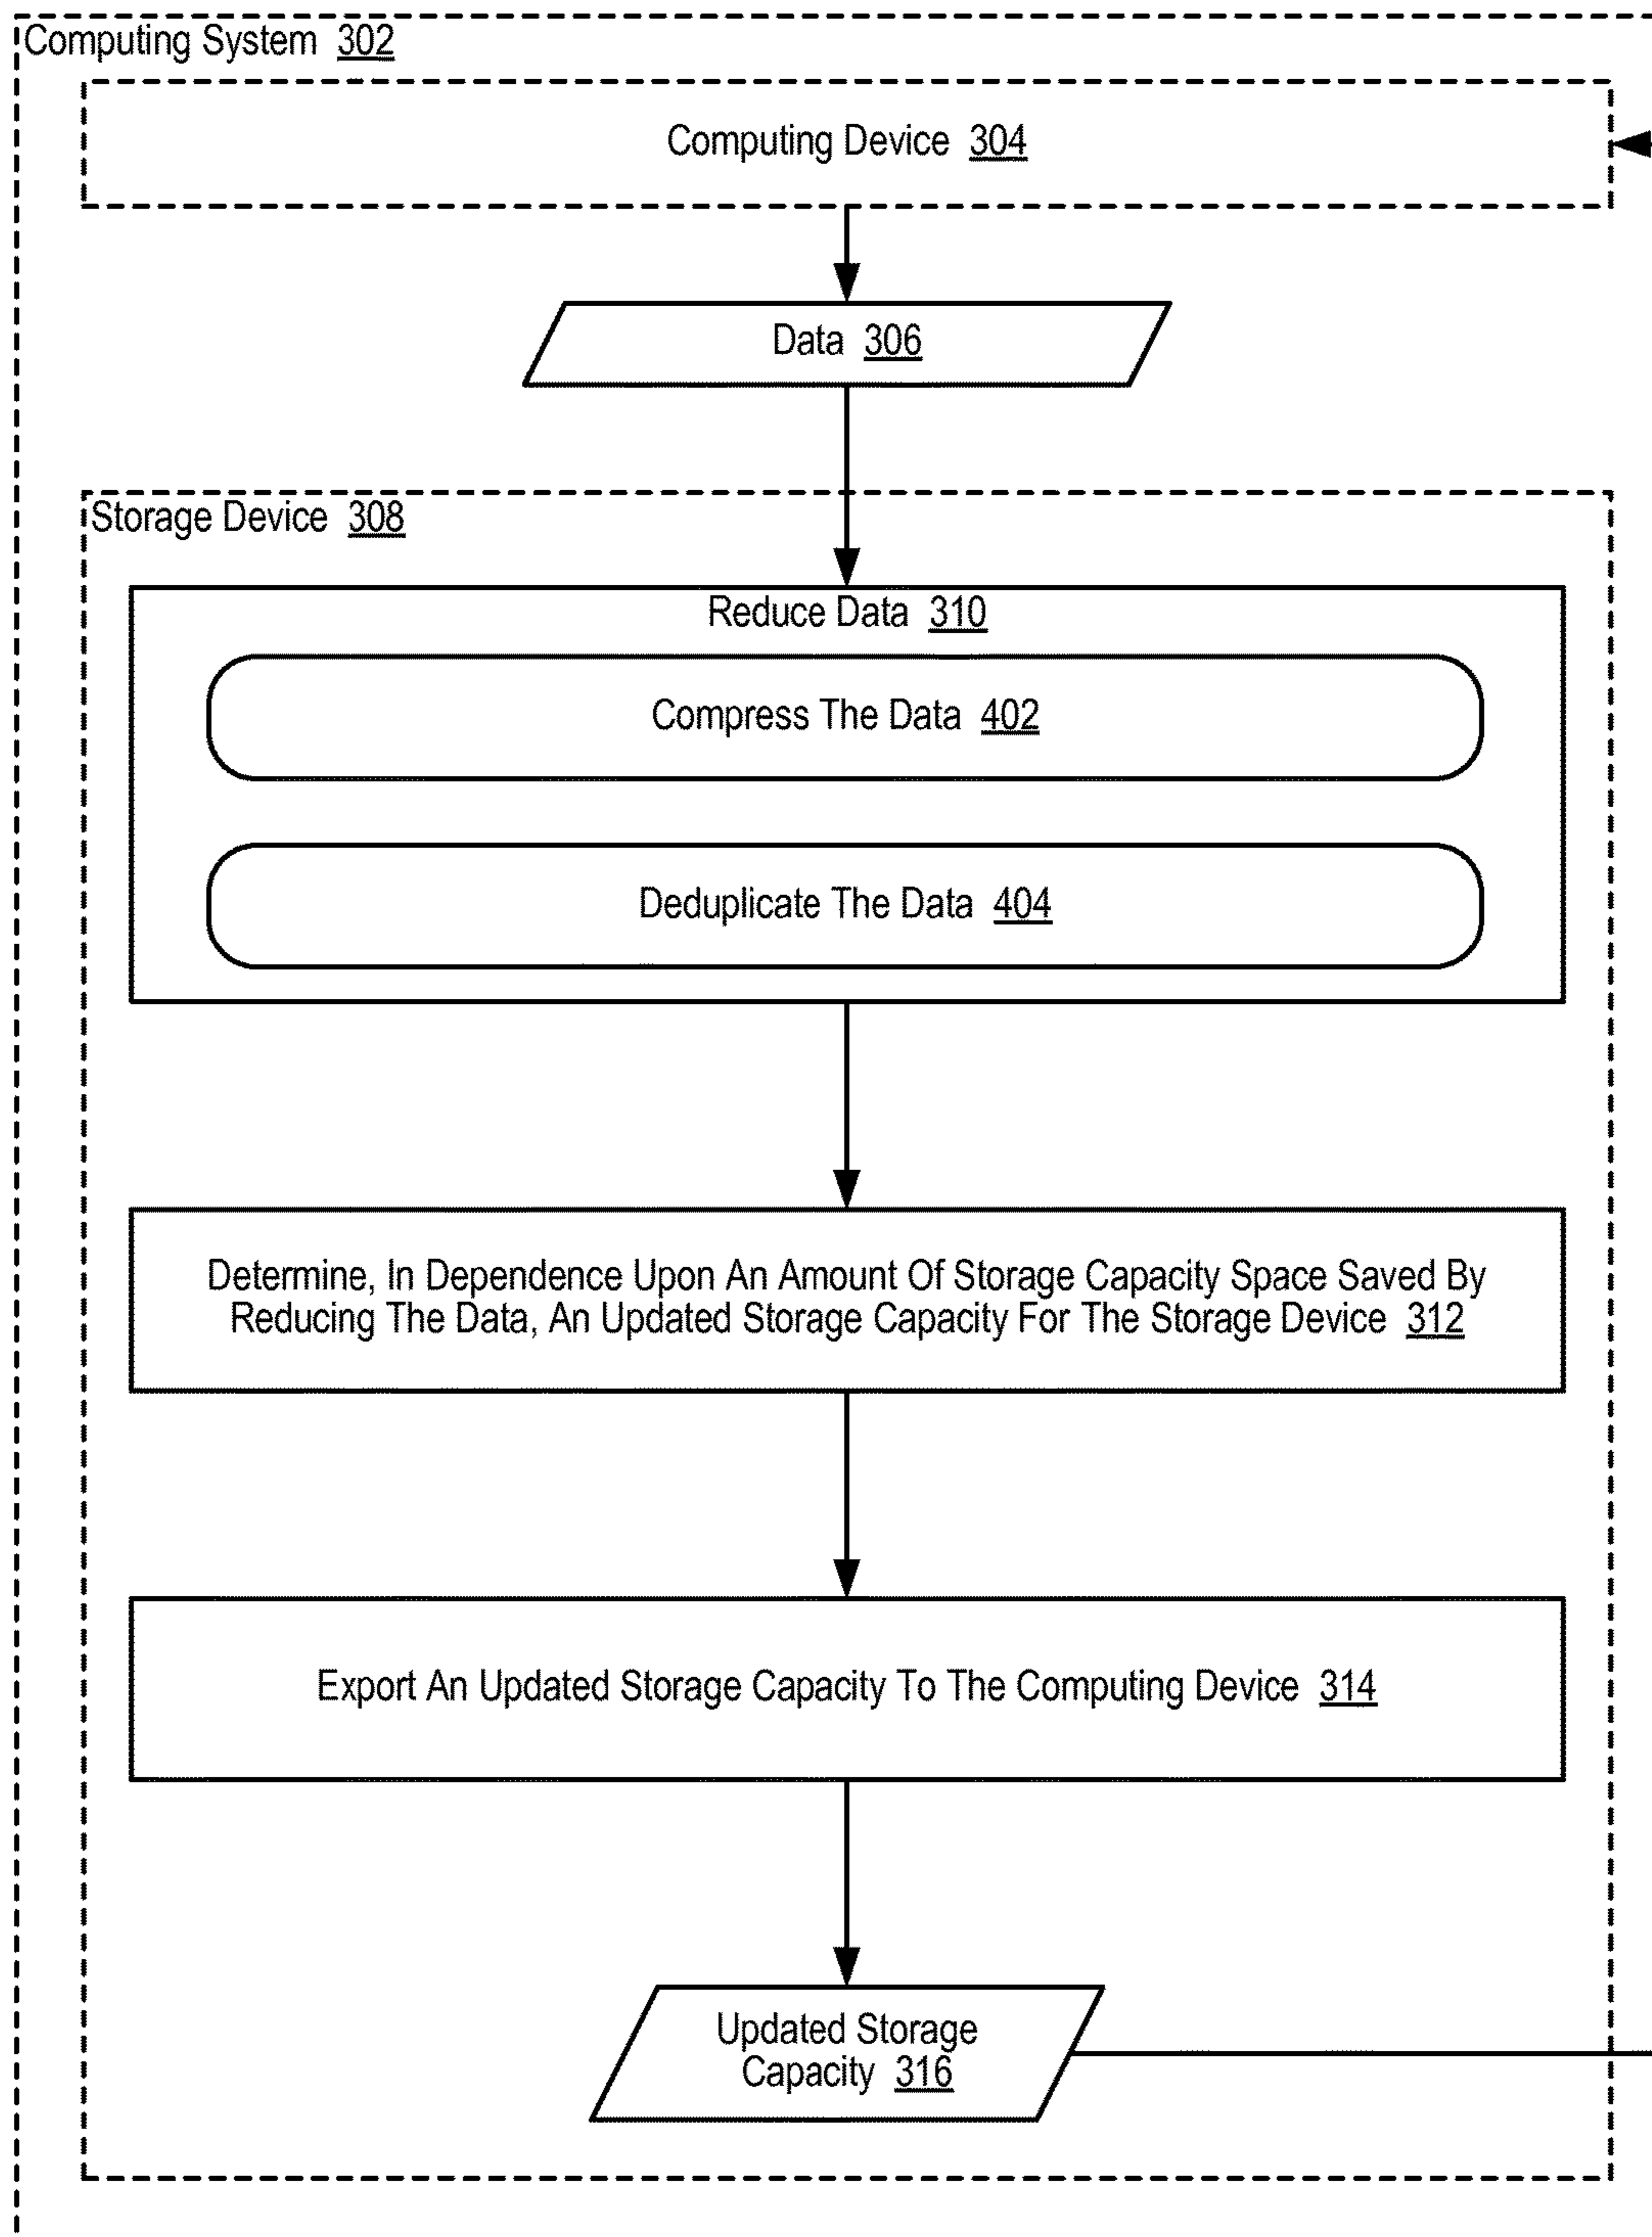 Computing System 302
Computing Device 304
Data 306
Storage Device 308
Reduce Data 310
Compress The Data 402
Deduplicate The Data 404
Determine, In Dependence Upon An Amount Of Storage Capacity Space Saved By
Reducing The Data, An Updated Storage Capacity For The Storage Device 312
Export An Updated Storage Capacity To The Computing Device 314
Updated Storage
Capacity 316